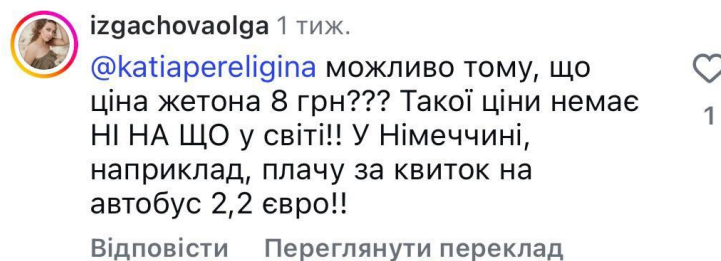 izgachovaolga 1 тиж.
@katiapereligina можливо тому, що
ціна жетона 8 грн??? Такої ціни немає
НІ НА ЩО у світі!! У Німеччині,
наприклад, плачу за квиток на
автобус 2,2 євро!!
1
Відповісти Переглянути переклад